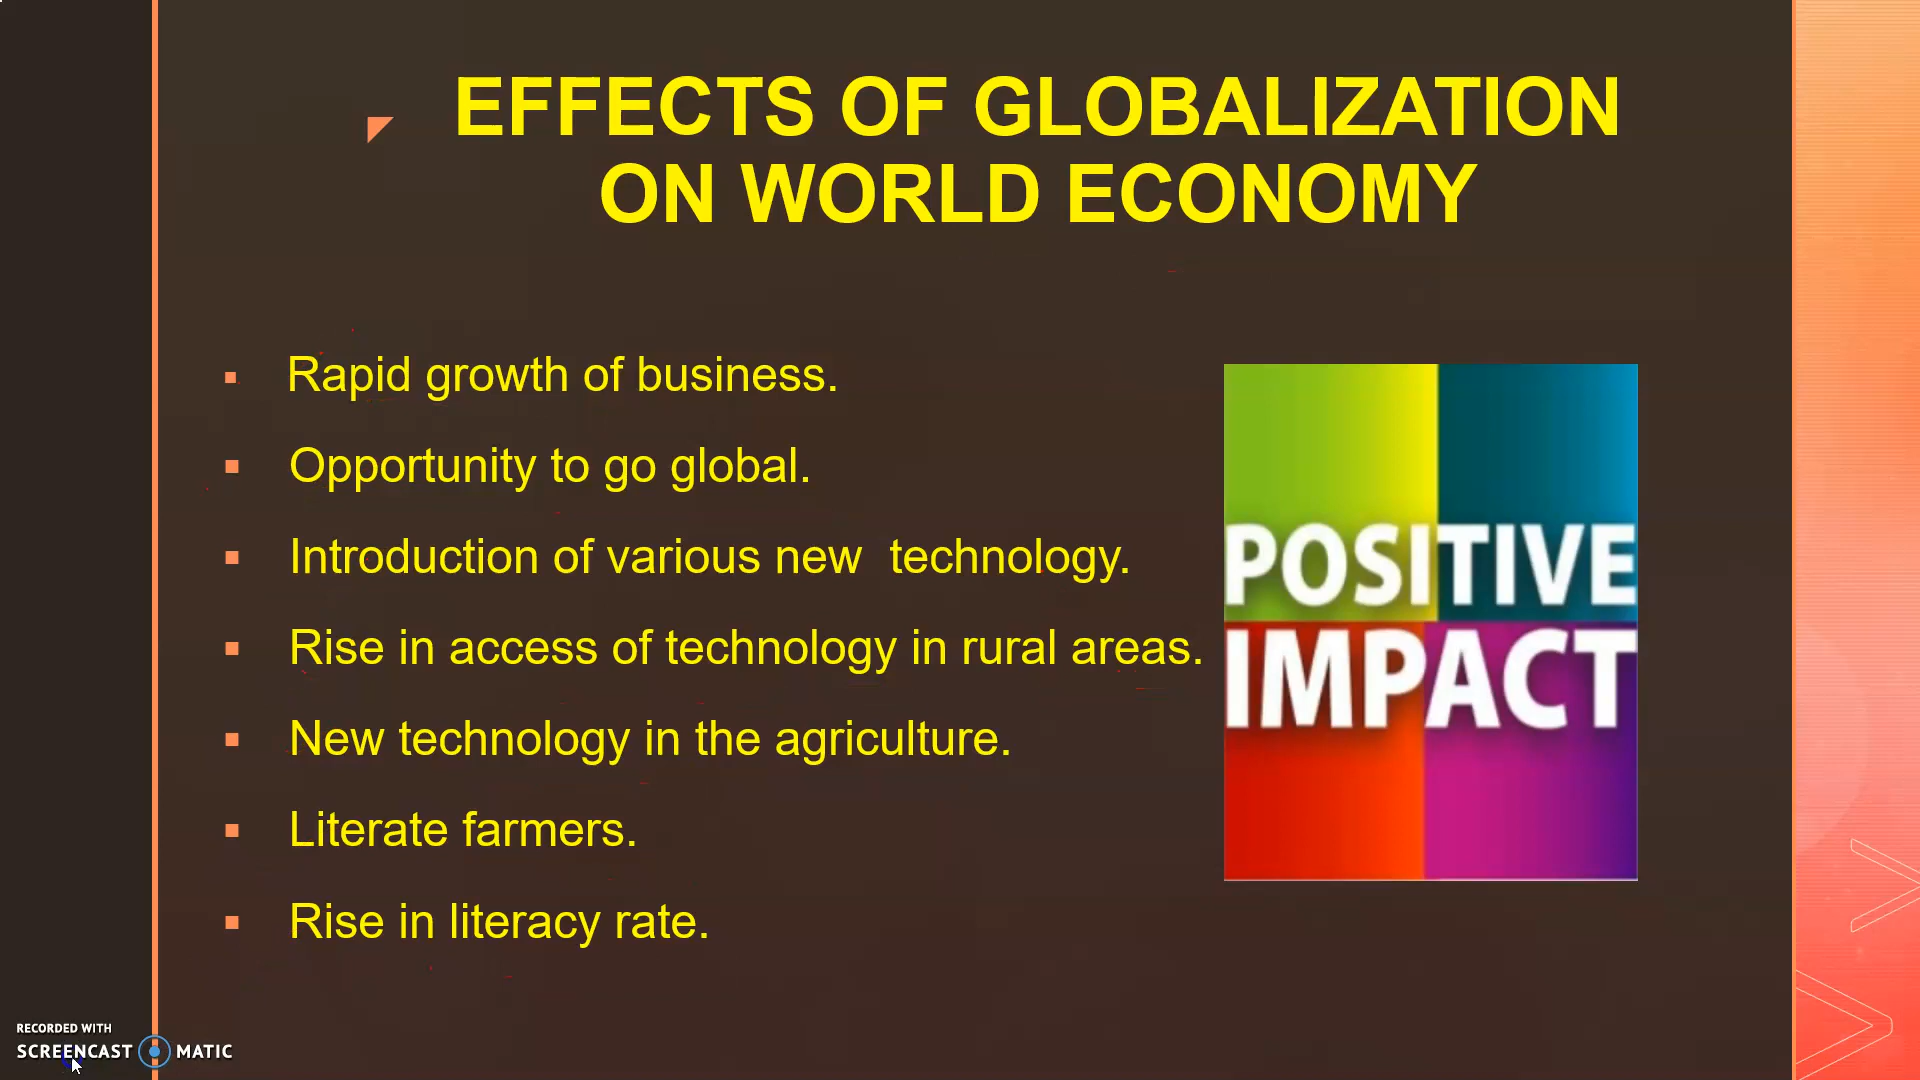 EFFECTS OF GLOBALIZATION
ON WORLD ECONOMY
Rapid growth of business.
Opportunity to go global.
Introduction of various new  technology.
Rise in access of technology in rural areas.
New technology in the agriculture.
Literate farmers.
Rise in literacy rate.
POSITIVE
IMPACT
RECORDED WITH
SCREENCAST MATIC